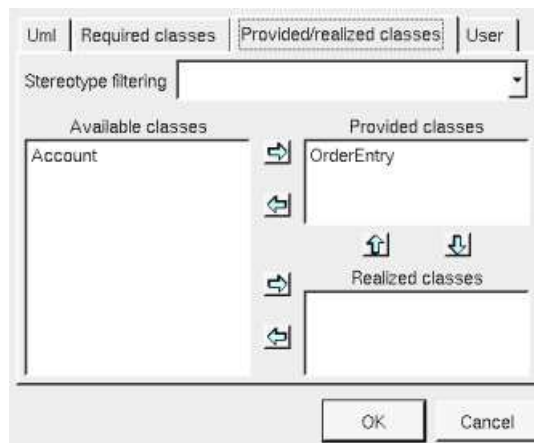 Uml Required classes Provided/realized classes User
Stereotype filtering
Available classes Provided classes
Account OrderEntry
Realized classes
OK Cancel